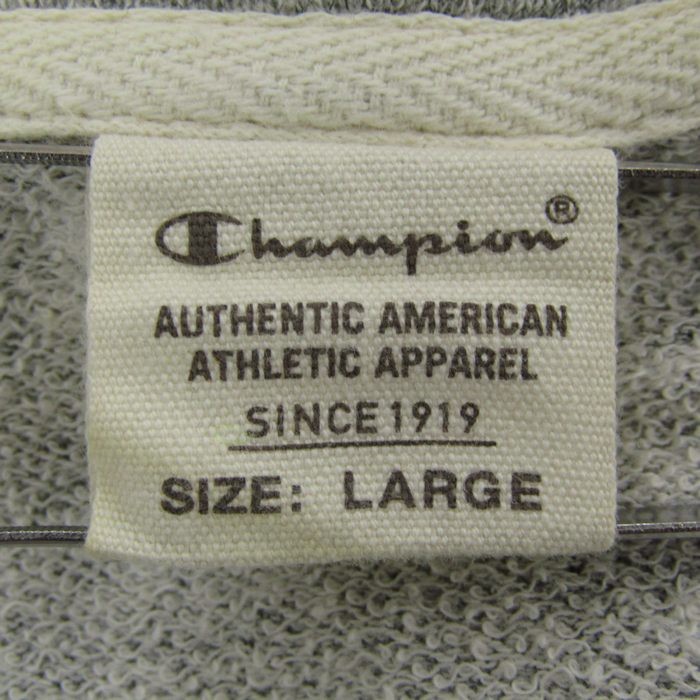 Champion®
AUTHENTIC AMERICAN
ATHLETIC APPAREL
SINCE 1919
SIZE: LARGE